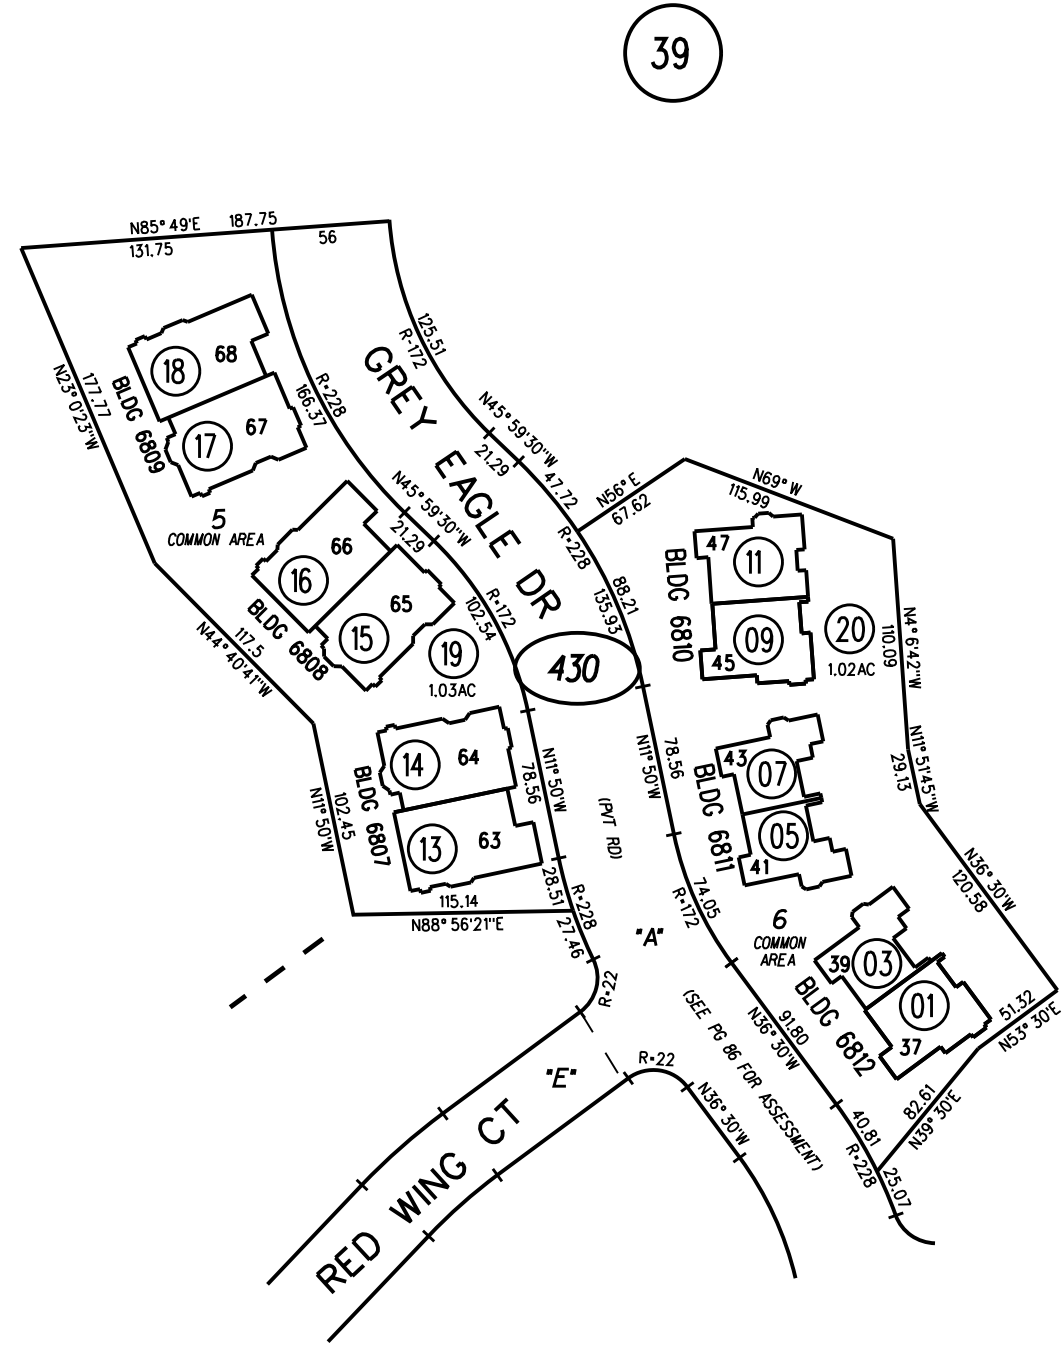 39
N85° 49'E 187.75
131.75
56
125.51
R-172
N23° 0'23"W
177.77
18
68
BLDG 6809
17
67
R=228
166.37
GREY EAGLE DR
N45° 59'30"W
21.29
47.72
R=228
N45° 59'30"W
21.29
N56° E
67.62
N69° W
115.99
5
COMMON AREA
16
66
BLDG 6808
15
65
N44° 40'41"W
117.5
19
1.03AC
R=172
102.54
88.21
135.93
430
47
11
BLDG 6810
09
45
20
1.02AC
N4° 6'42"W
110.09
N11° 51'45"W
29.13
14
64
BLDG 6807
13
63
N11° 50'W
102.45
N11° 50'W
78.56
N11° 50'W
78.56
(PVT RD)
43
07
BLDG 6811
05
41
115.14
N88° 56'21"E
28.51
R=228
27.46
R=22
"A"
74.05
R=172
6
COMMON
AREA
39
03
BLDG 6812
01
37
N36° 30'W
120.58
51.32
N53° 30'E
91.80
N36° 30'W
(SEE PG 86 FOR ASSESSMENT)
82.61
N39° 30'E
"E"
R=22
N36° 30'W
40.81
R=228
25.07
RED WING CT